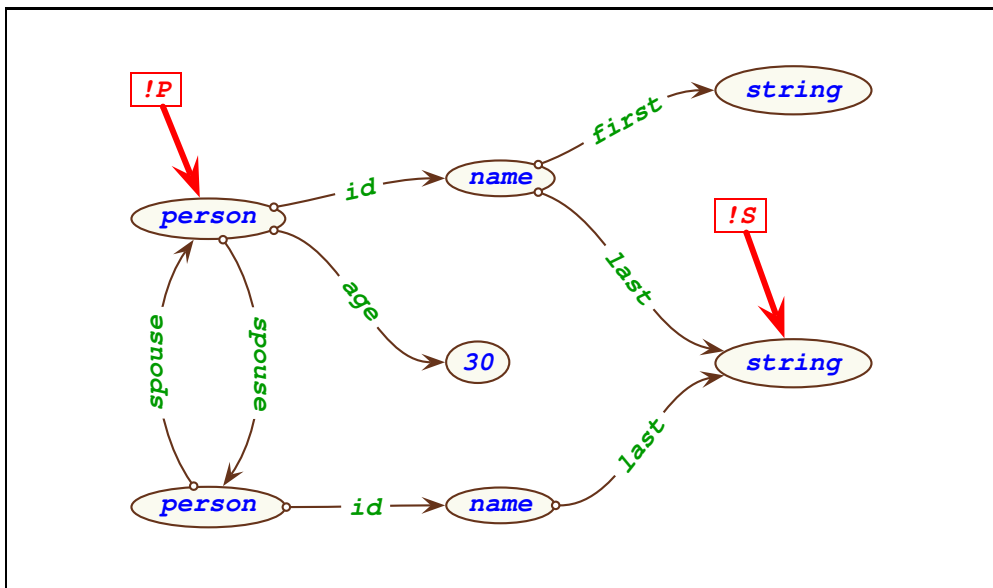 !P
string
first
id
name
person
!S
age
last
spouse
spouse
30
string
last
person
id
name